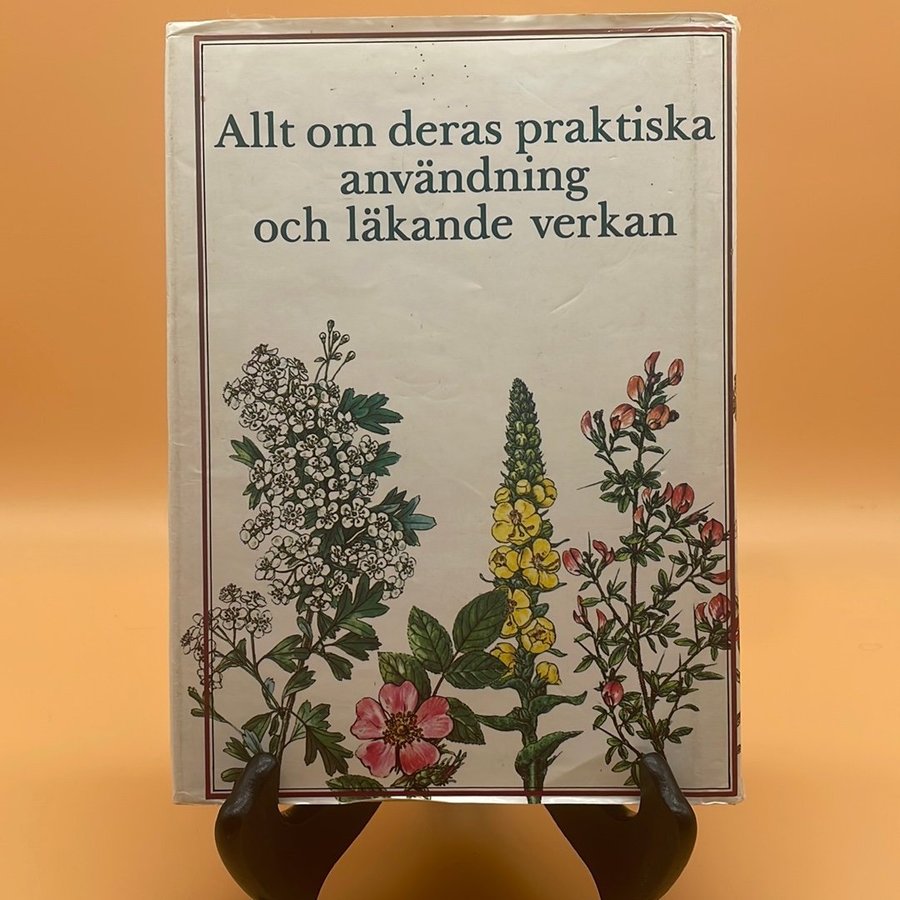 Allt om deras praktiska
användning
och läkande verkan